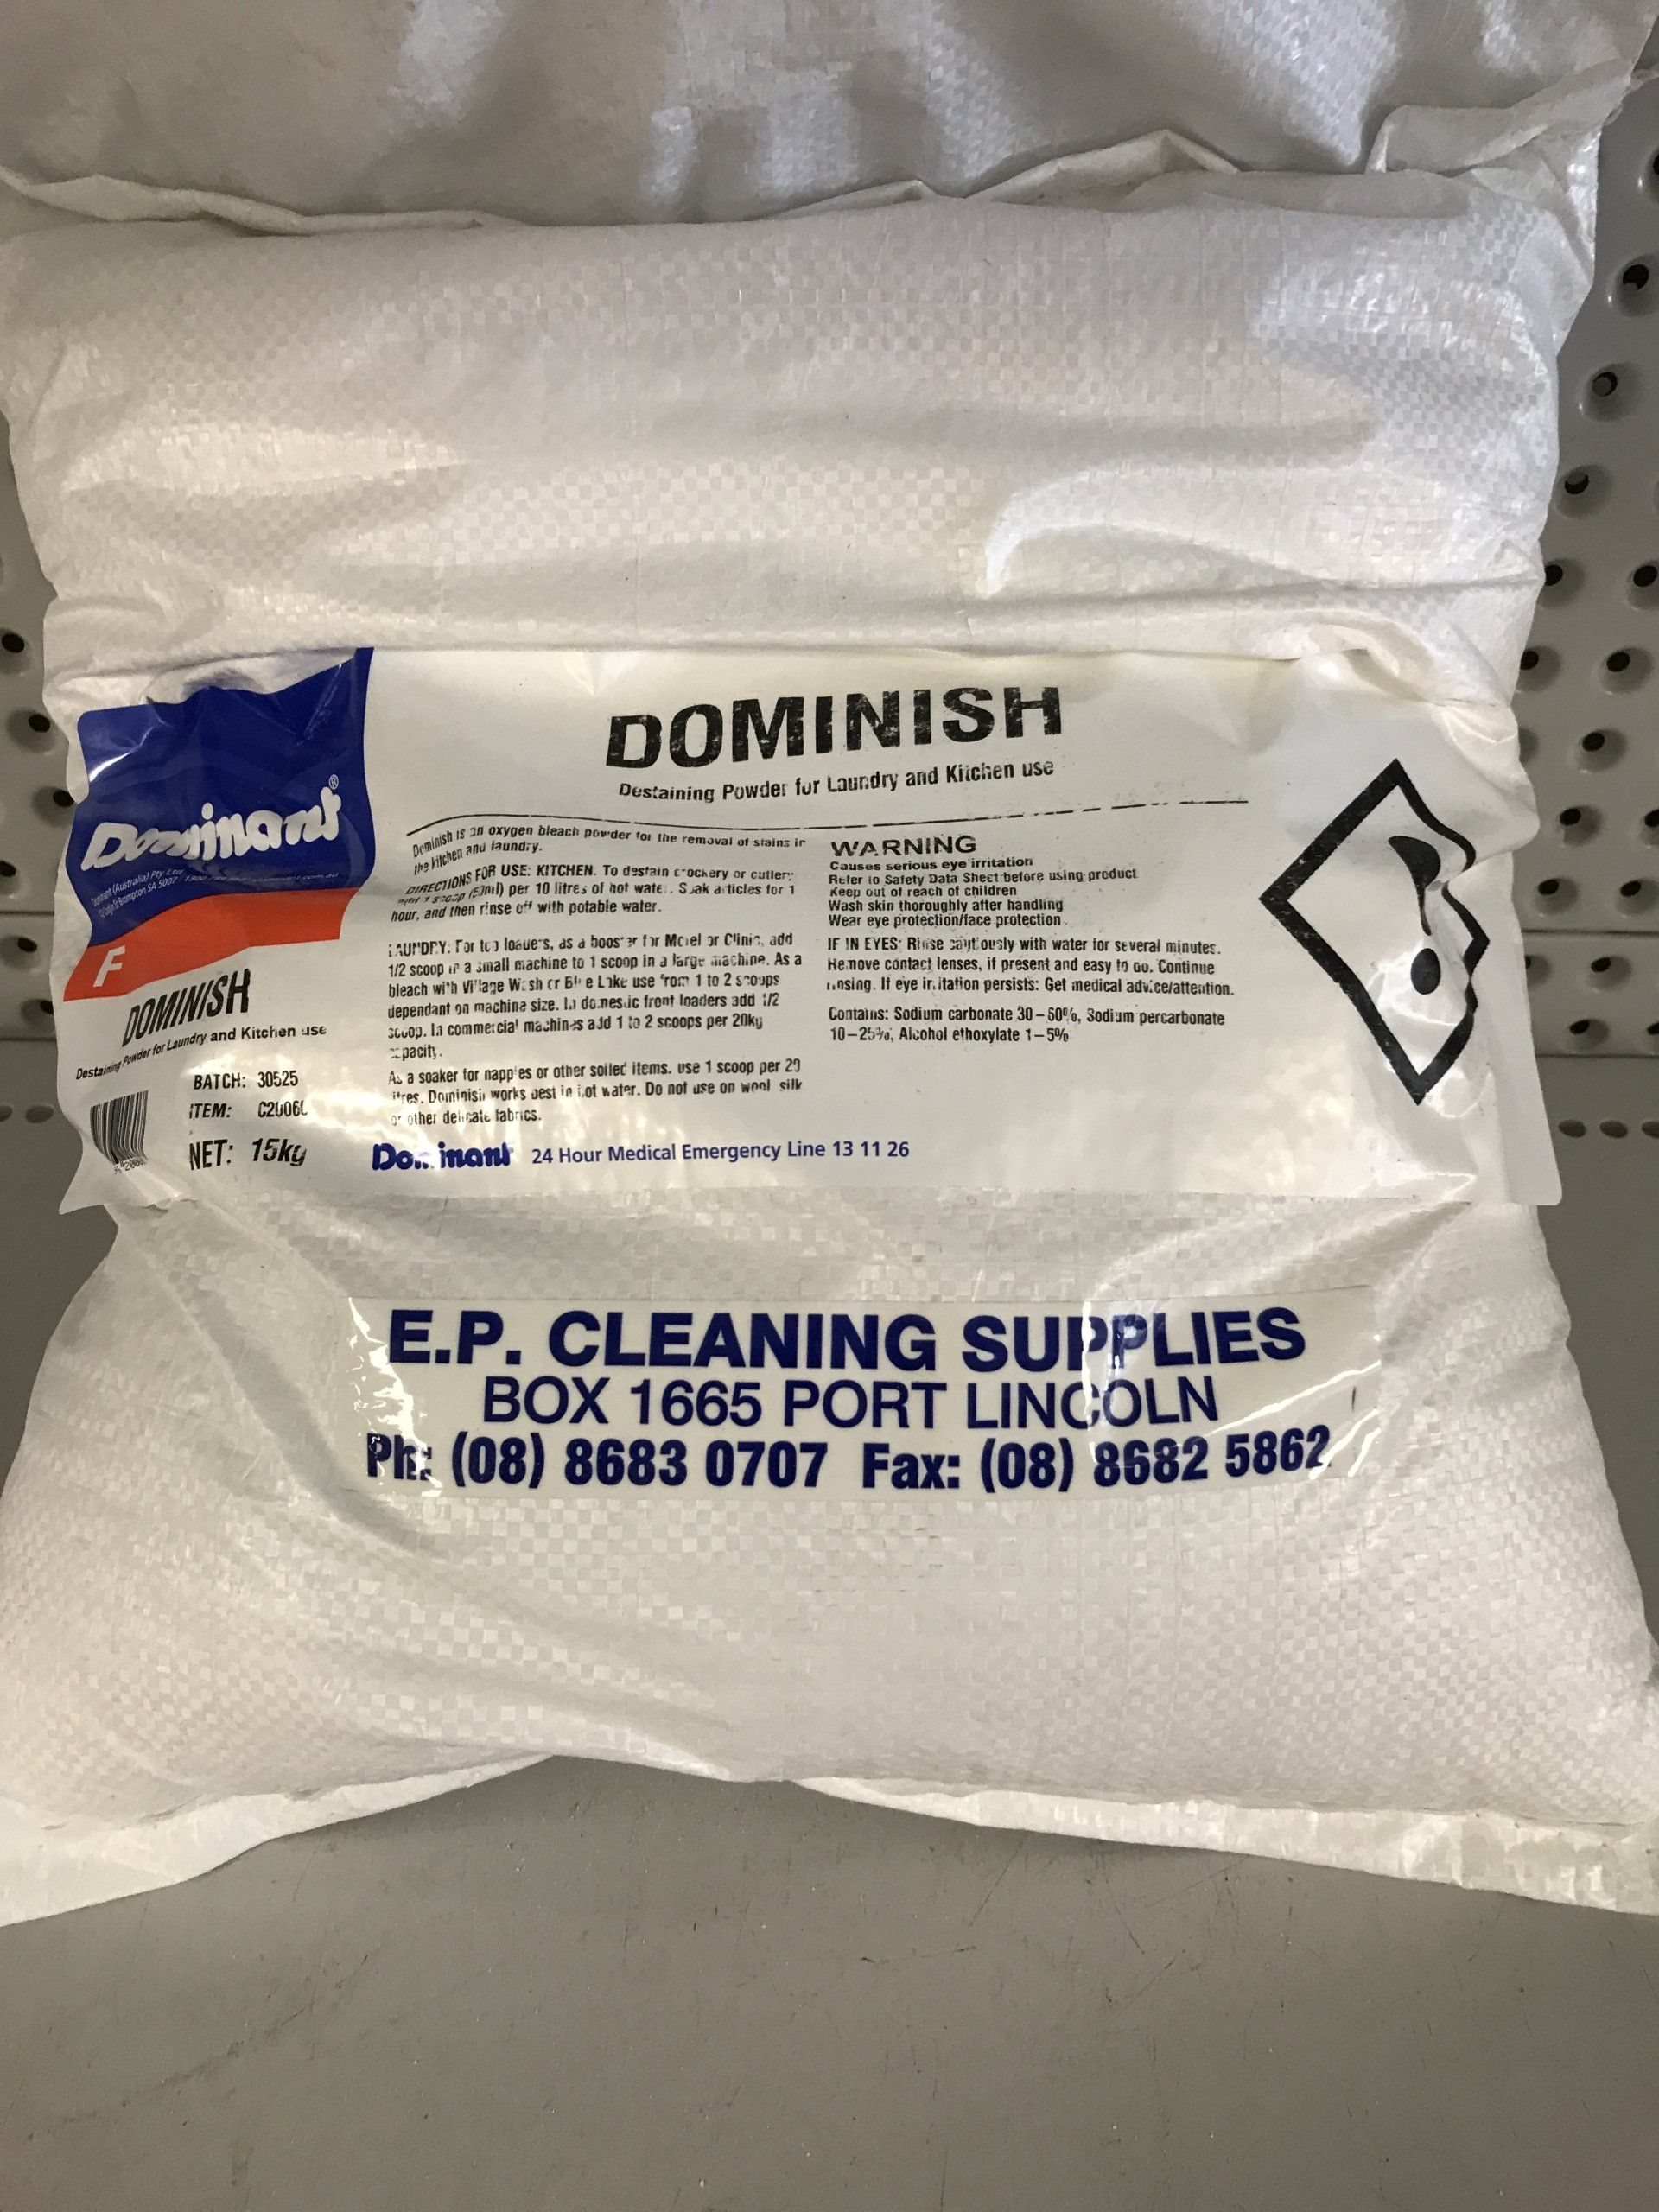 DOMINISH
Destaining Powder for Laundry and Kitchen use
Dominish is an oxygen bleach powder for the removal of stains in
the kitchen and laundry.
DIRECTIONS FOR USE: KITCHEN. To destain crockery or cutlery
add 1 scoop per 10 litres of hot water. Soak articles for 1
hour, and then rinse off with potable water.
LAUNDRY: For top loaders, as a booster for Motel or Clinic, add
1/2 scoop in a small machine to 1 scoop in a large machine. As a
bleach with Village Wash or Blue Lake use from 1 to 2 scoops
dependant on machine size. In domestic front loaders add 1/2
scoop. In commercial machines add 1 to 2 scoops per 20kg
capacity.
As a soaker for nappies or other soiled items. use 1 scoop per 20
litres. Dominish works best in hot water. Do not use on wool silk
or other delicate fabrics.
WARNING
Causes serious eye irritation
Refer to Safety Data Sheet before using product
Keep out of reach of children
Wash skin thoroughly after handling
Wear eye protection/face protection.
IF IN EYES: Rinse cautiously with water for several minutes.
Remove contact lenses, if present and easy to do. Continue
rinsing. If eye irritation persists: Get medical advice/attention.
Contains: Sodium carbonate 30-60%, Sodium percarbonate
10-25%, Alcohol ethoxylate 1-5%
Dominant®
Dominant (Australia) Pty Ltd
Brompton SA 5007
F
DOMINISH
Destaining Powder for Laundry and Kitchen use
BATCH: 30525
ITEM:
NET: 15kg
Dominant 24 Hour Medical Emergency Line 13 11 26
E.P. CLEANING SUPPLIES
BOX 1665 PORT LINCOLN
Ph: (08) 8683 0707 Fax: (08) 8682 5862